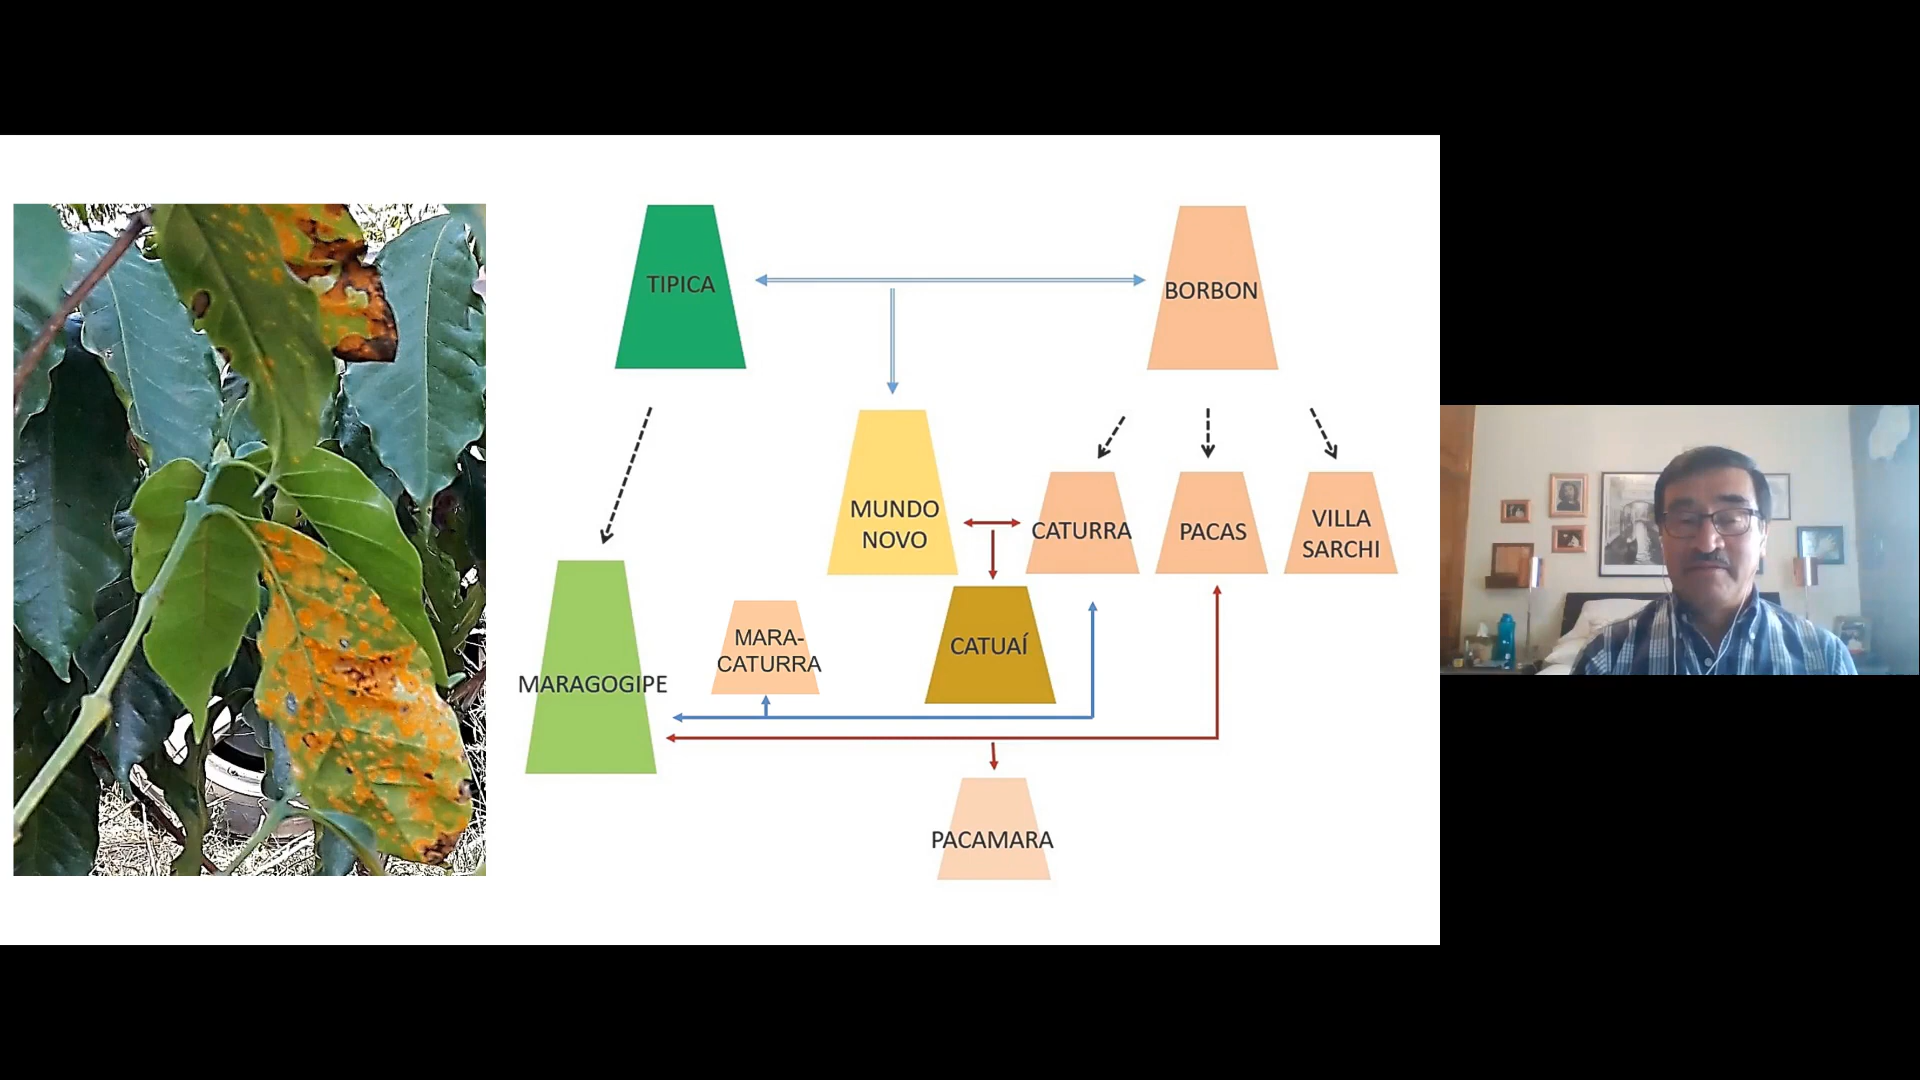 TIPICA
BORBON
MUNDO
NOVO
CATURRA
PACAS
VILLA
SARCHI
MARAGOGIPE
MARA-
CATURRA
CATUAÍ
PACAMARA